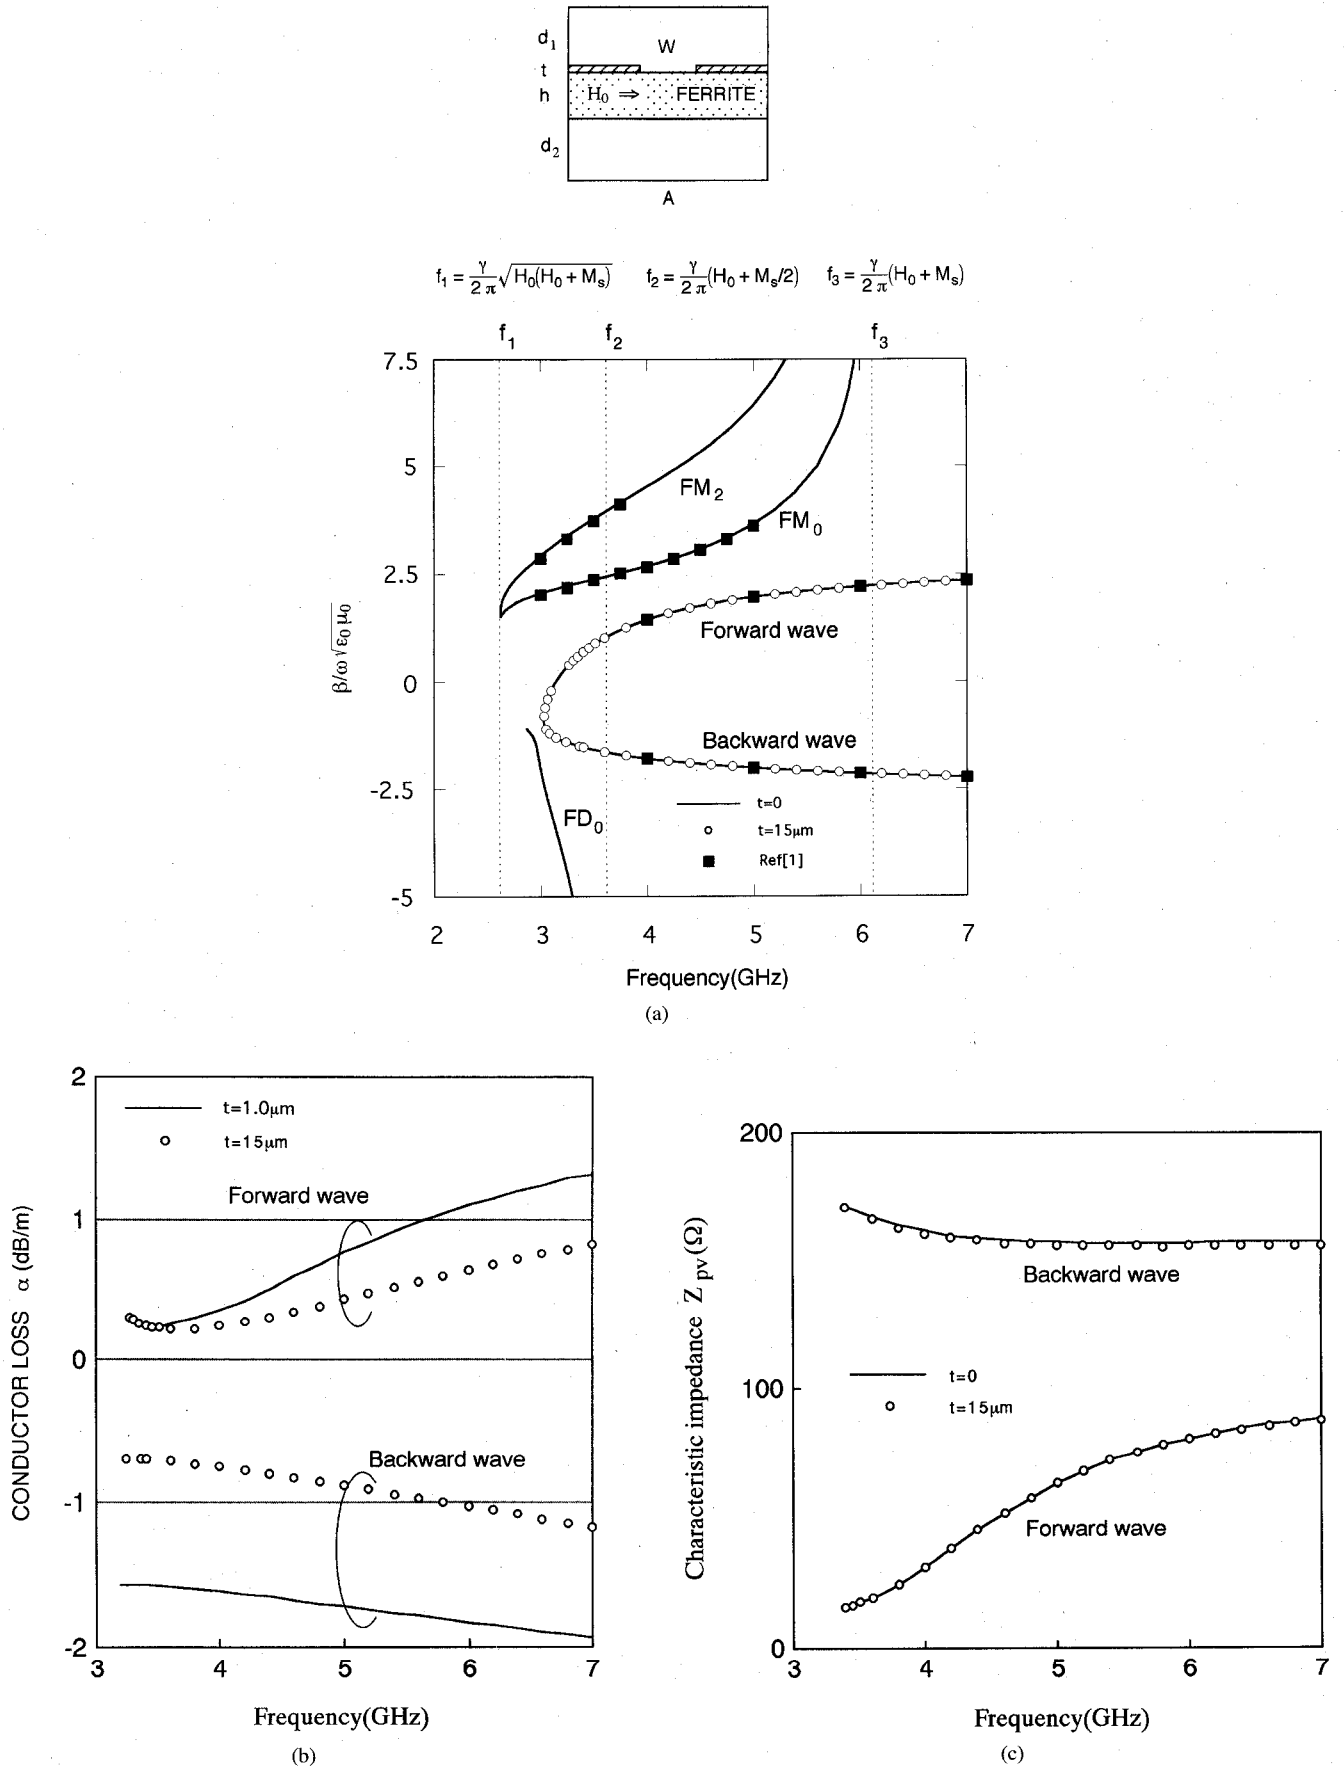 d₁
W
t
h
H₀ ⇒ FERRITE
d₂
A
f₁ = γ/2π √H₀(H₀ + Mₛ) f₂ = γ/2π (H₀ + Mₛ/2) f₃ = γ/2π (H₀ + Mₛ)
f₁ f₂ f₃
7.5
5
2.5
0
-2.5
-5
β/ω√ε₀ μ₀
FM₂
FM₀
Forward wave
Backward wave
FD₀
t=0
t=15μm
Ref[1]
2 3 4 5 6 7
Frequency(GHz)
(a)
2
1
0
-1
-2
CONDUCTOR LOSS α (dB/m)
t=1.0μm
t=15μm
Forward wave
Backward wave
3 4 5 6 7
Frequency(GHz)
(b)
200
100
0
Characteristic impedance Z pv(Ω)
Backward wave
t=0
t=15μm
Forward wave
3 4 5 6 7
Frequency(GHz)
(c)